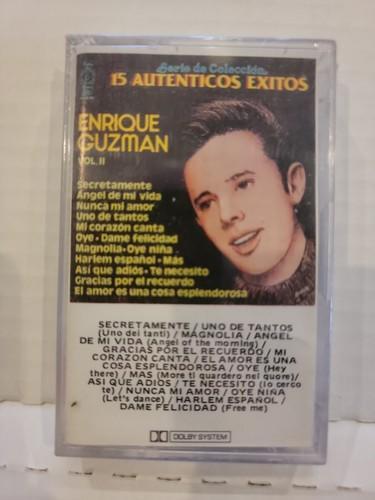 Serie de Colección
15 AUTENTICOS EXITOS
ENRIQUE
GUZMAN
VOL. II
Secretamente
Angel de mi vida
Nunca mi amor
Uno de tantos
Mi corazón canta
Oye • Dame felicidad
Magnolia • Oye niña
Harlem español • Más
Asi que adiós • Te necesito
Gracias por el recuerdo
El amor es una cosa esplendorosa
SECRETAMENTE / UNO DE TANTOS
(Uno dei tanti) / MAGNOLIA / ANGEL
DE MI VIDA (Angel of the morning) /
GRACIAS POR EL RECUERDO / MI
CORAZON CANTA / EL AMOR ES UNA
COSA ESPLENDOROSA / OYE (Hey
there) / MAS (More ti guardero nel quore) /
ASI QUE ADIOS / TE NECESITO (Io cerco
te) / NUNCA MI AMOR / OYE NIÑA
(Let's dance) / HARLEM ESPAÑOL /
DAME FELICIDAD (Free me)
DOLBY SYSTEM